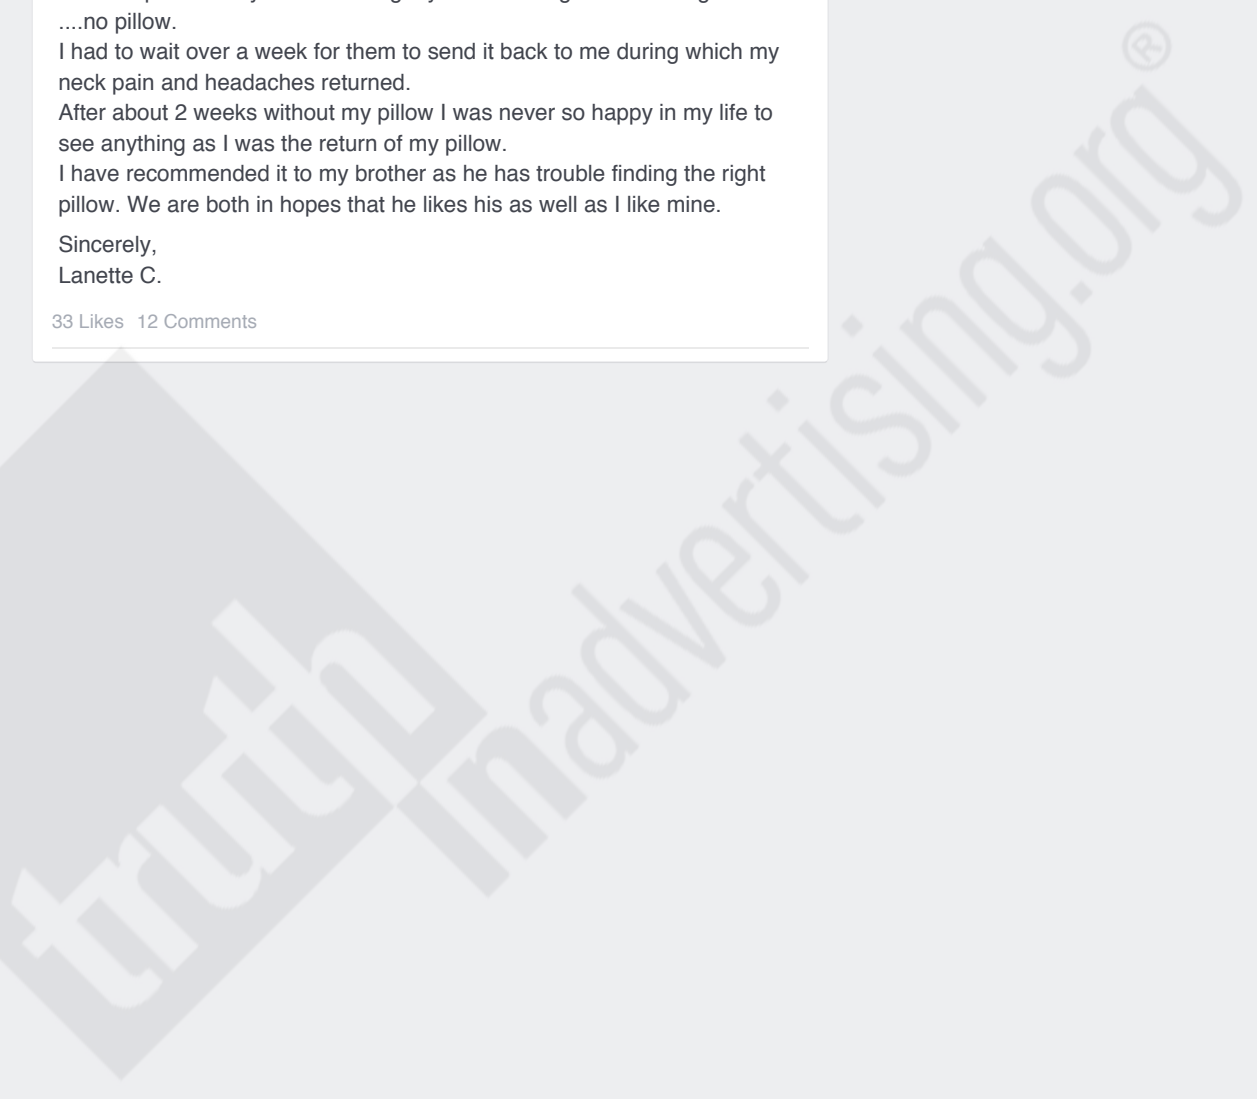 ....no pillow.
I had to wait over a week for them to send it back to me during which my
neck pain and headaches returned.
After about 2 weeks without my pillow I was never so happy in my life to
see anything as I was the return of my pillow.
I have recommended it to my brother as he has trouble finding the right
pillow. We are both in hopes that he likes his as well as I like mine.
Sincerely,
Lanette C.
33 Likes 12 Comments
truth
inadvertising.org®